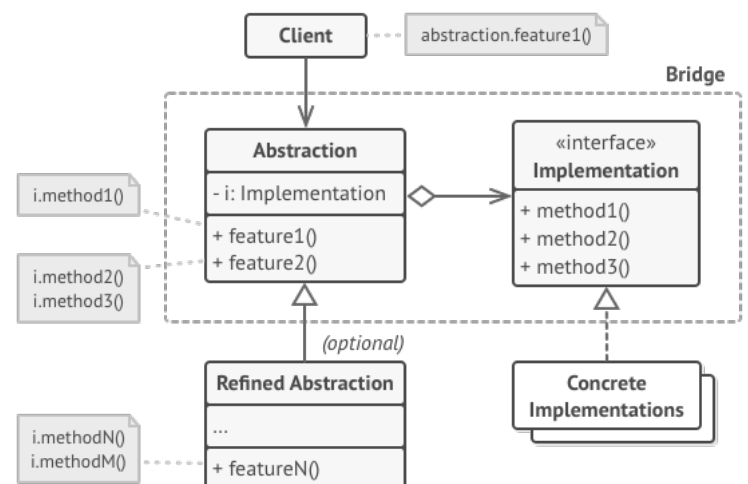 Client
abstraction.feature1()
Bridge
Abstraction
- i: Implementation
+ feature1()
+ feature2()
«interface»
Implementation
+ method1()
+ method2()
+ method3()
i.method1()
i.method2()
i.method3()
(optional)
Refined Abstraction
...
+ featureN()
Concrete
Implementations
i.methodN()
i.methodM()